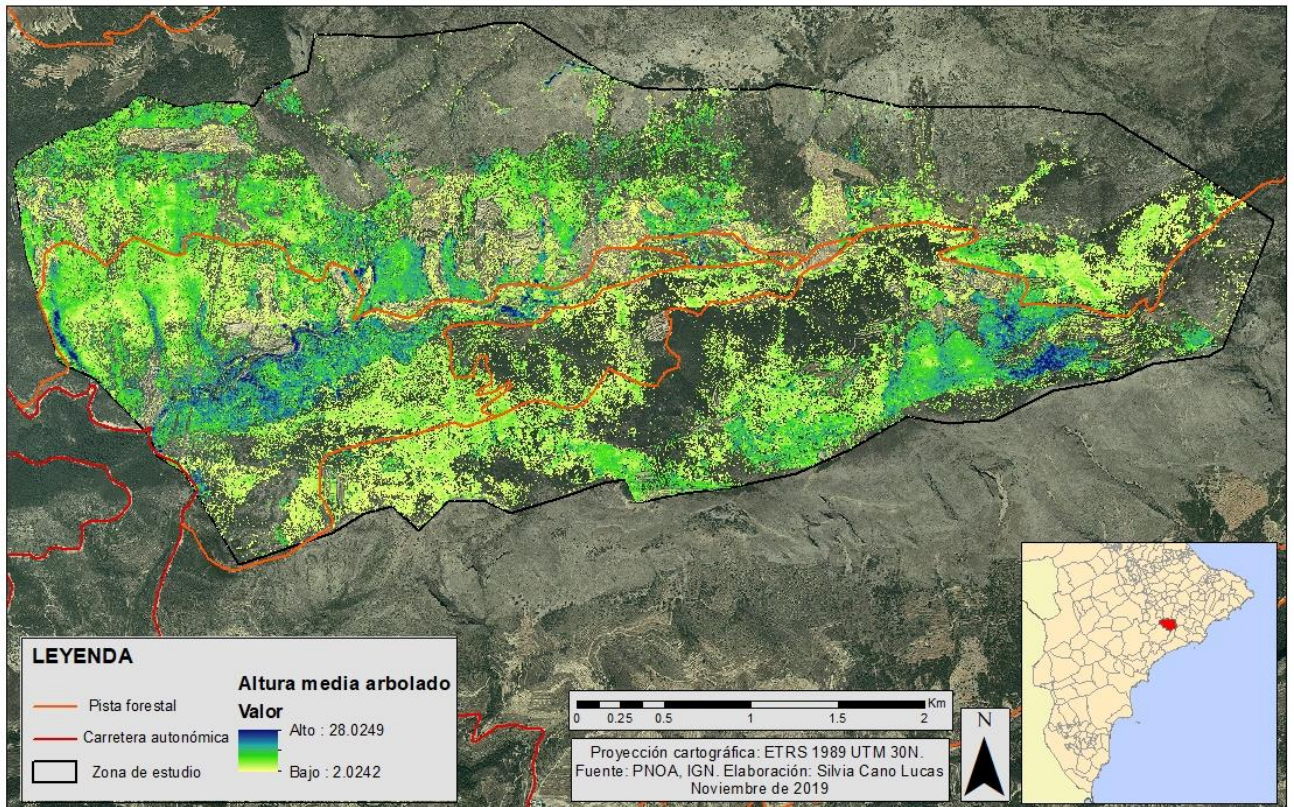 LEYENDA
Pista forestal
Carretera autonómica
Zona de estudio
Altura media arbolado
Valor
Alto : 28.0249
Bajo : 2.0242
0 0.25 0.5 1 1.5 2 Km
Proyección cartográfica: ETRS 1989 UTM 30N.
Fuente: PNOA, IGN. Elaboración: Silvia Cano Lucas
Noviembre de 2019
N